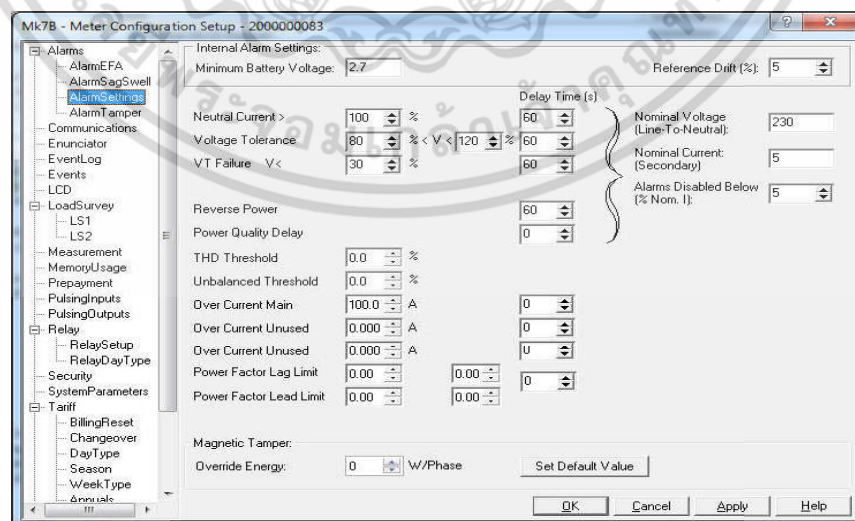 Mk7B - Meter Configuration Setup - 2000000083
Alarms
AlarmEFA
AlarmSagSwell
AlarmSettings
AlarmTamper
Communications
Enunciator
EventLog
Events
LCD
LoadSurvey
LS1
LS2
Measurement
MemoryUsage
Prepayment
PulsingInputs
PulsingOutputs
Relay
RelaySetup
RelayDayType
Security
SystemParameters
Tariff
BillingReset
Changeover
DayType
Season
WeekType
Annuals
Internal Alarm Settings:
Minimum Battery Voltage: 2.7 Reference Drift (%): 5
Delay Time (s)
Neutral Current > 100 % 60
Voltage Tolerance 80 % < V < 120 % 60
VT Failure V< 30 % 60
Reverse Power 60
Power Quality Delay 0
THD Threshold 0.0 %
Unbalanced Threshold 0.0 %
Over Current Main 100.0 A 0
Over Current Unused 0.000 A 0
Over Current Unused 0.000 A 0
Power Factor Lag Limit 0.00 0.00 0
Power Factor Lead Limit 0.00 0.00
Nominal Voltage (Line-To-Neutral): 230
Nominal Current: (Secondary) 5
Alarms Disabled Below (% Nom. I): 5
Magnetic Tamper:
Override Energy: 0 W/Phase Set Default Value
OK Cancel Apply Help